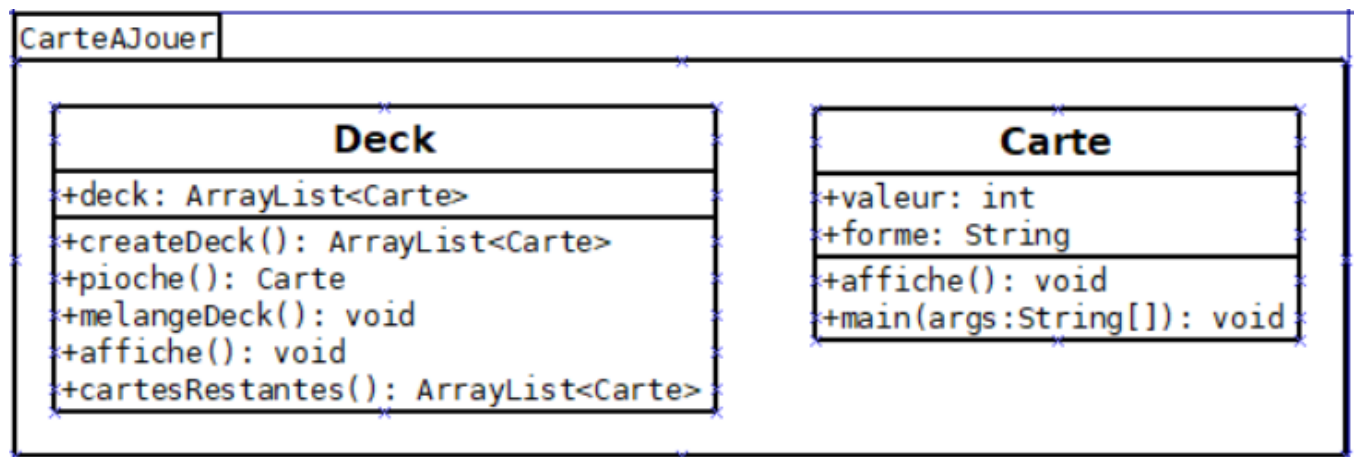 CarteAJouer
Deck
+deck: ArrayList<Carte>
+createDeck(): ArrayList<Carte>
+pioche(): Carte
+melangeDeck(): void
+affiche(): void
+cartesRestantes(): ArrayList<Carte>
Carte
+valeur: int
+forme: String
+affiche(): void
+main(args:String[]): void